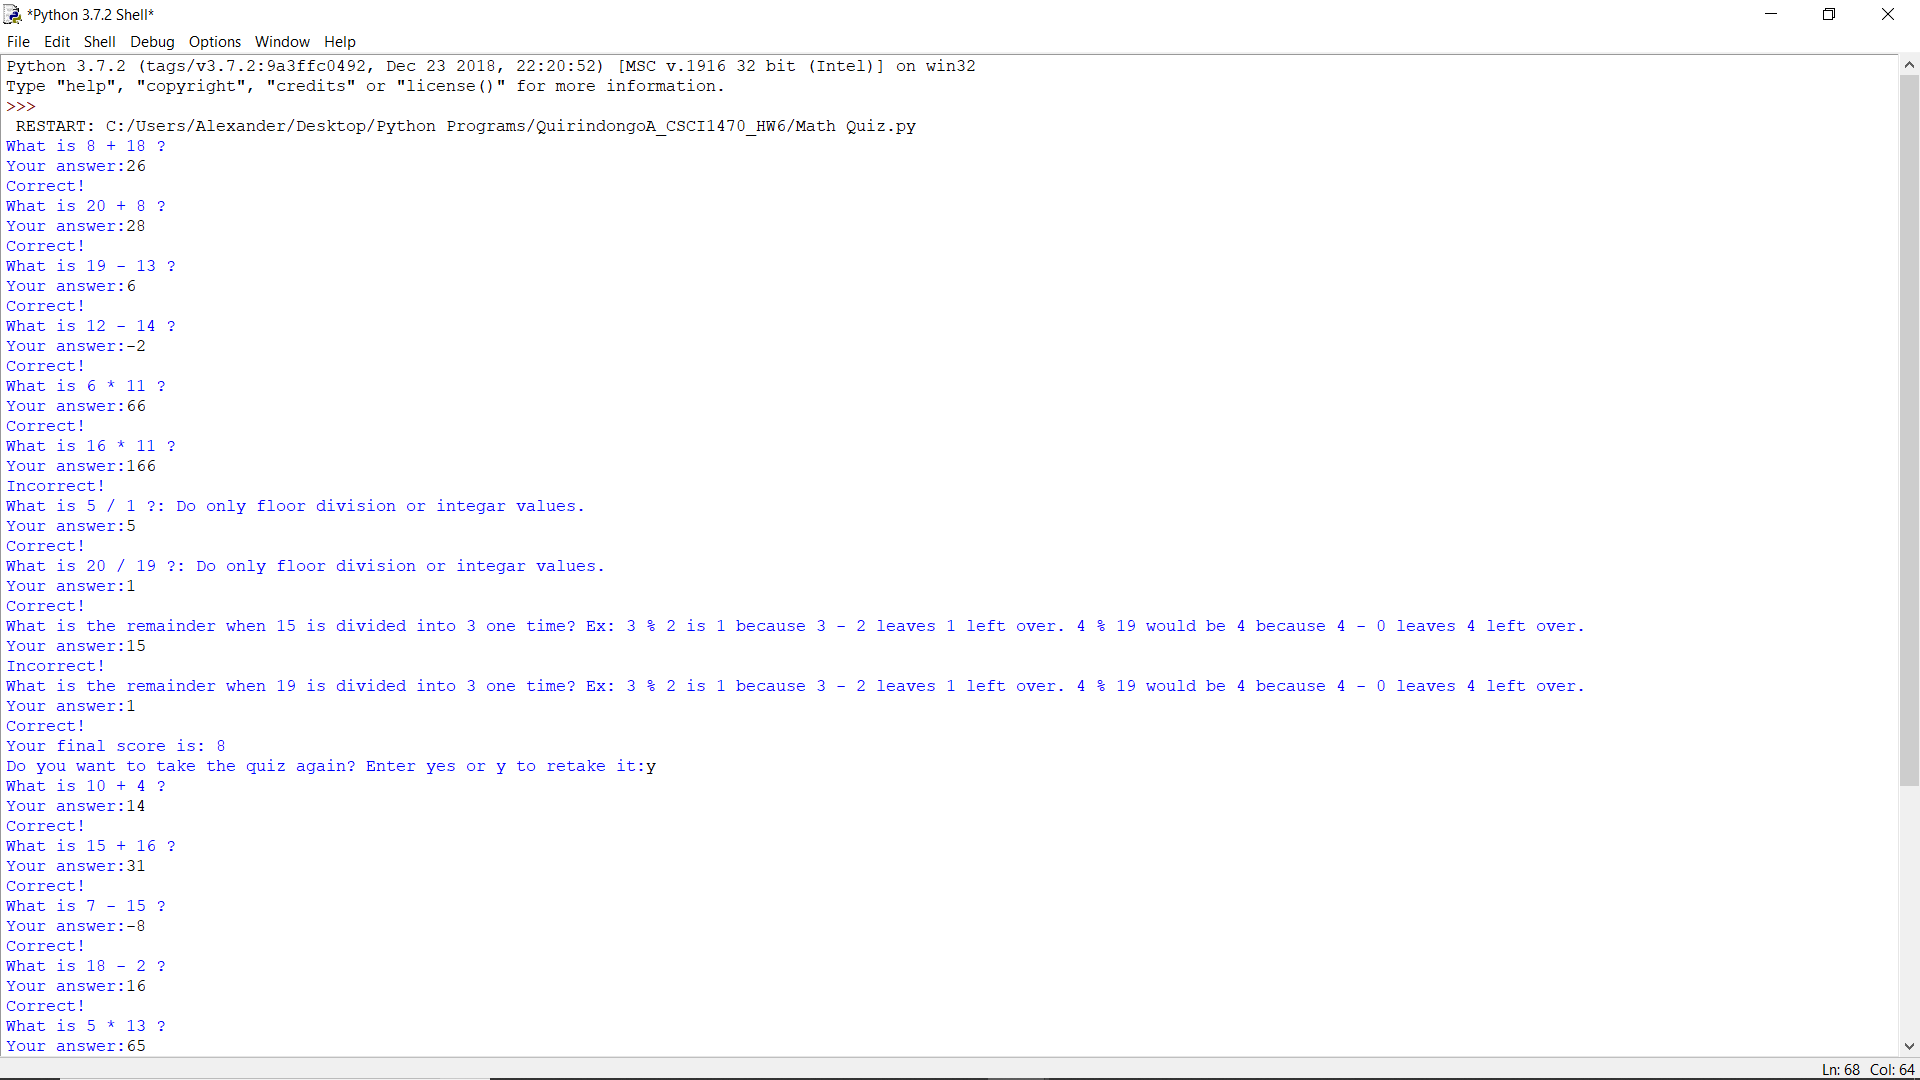 *Python 3.7.2 Shell*
File Edit Shell Debug Options Window Help
Python 3.7.2 (tags/v3.7.2:9a3ffc0492, Dec 23 2018, 22:20:52) [MSC v.1916 32 bit (Intel)] on win32
Type "help", "copyright", "credits" or "license()" for more information.
>>>
 RESTART: C:/Users/Alexander/Desktop/Python Programs/QuirindongoA_CSCI1470_HW6/Math Quiz.py
What is 8 + 18 ?
Your answer:26
Correct!
What is 20 + 8 ?
Your answer:28
Correct!
What is 19 - 13 ?
Your answer:6
Correct!
What is 12 - 14 ?
Your answer:-2
Correct!
What is 6 * 11 ?
Your answer:66
Correct!
What is 16 * 11 ?
Your answer:166
Incorrect!
What is 5 / 1 ?: Do only floor division or integar values.
Your answer:5
Correct!
What is 20 / 19 ?: Do only floor division or integar values.
Your answer:1
Correct!
What is the remainder when 15 is divided into 3 one time? Ex: 3 % 2 is 1 because 3 - 2 leaves 1 left over. 4 % 19 would be 4 because 4 - 0 leaves 4 left over.
Your answer:15
Incorrect!
What is the remainder when 19 is divided into 3 one time? Ex: 3 % 2 is 1 because 3 - 2 leaves 1 left over. 4 % 19 would be 4 because 4 - 0 leaves 4 left over.
Your answer:1
Correct!
Your final score is: 8
Do you want to take the quiz again? Enter yes or y to retake it:y
What is 10 + 4 ?
Your answer:14
Correct!
What is 15 + 16 ?
Your answer:31
Correct!
What is 7 - 15 ?
Your answer:-8
Correct!
What is 18 - 2 ?
Your answer:16
Correct!
What is 5 * 13 ?
Your answer:65
Ln: 68 Col: 64